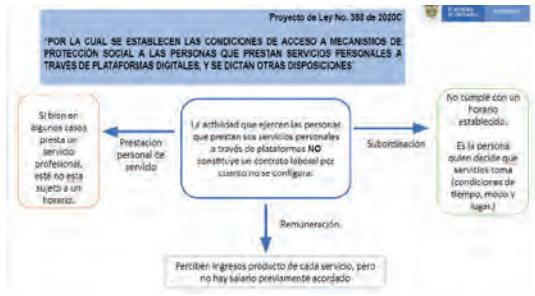 Proyecto de Ley No. 388 de 2020C
"POR LA CUAL SE ESTABLECEN LAS CONDICIONES DE ACCESO A MECANISMOS DE
PROTECCIÓN SOCIAL A LAS PERSONAS QUE PRESTAN SERVICIOS PERSONALES A
TRAVÉS DE PLATAFORMAS DIGITALES, Y SE DICTAN OTRAS DISPOSICIONES"
Si bien en
algunos casos
presta un
servicio
profesional,
esté no esta
sujeto a un
horario.
Prestación
personal de
servicio
La actividad que ejercen las personas
que prestan sus servicios personales
a través de plataformas NO
constituye un contrato laboral por
cuanto no se configura:
Subordinación
No cumple con un
horario
establecido.
Es la persona
quien decide que
servicios toma
(condiciones de
tiempo, modo y
lugar.)
Remuneración.
Perciben ingresos producto de cada servicio, pero
no hay salario previamente acordado